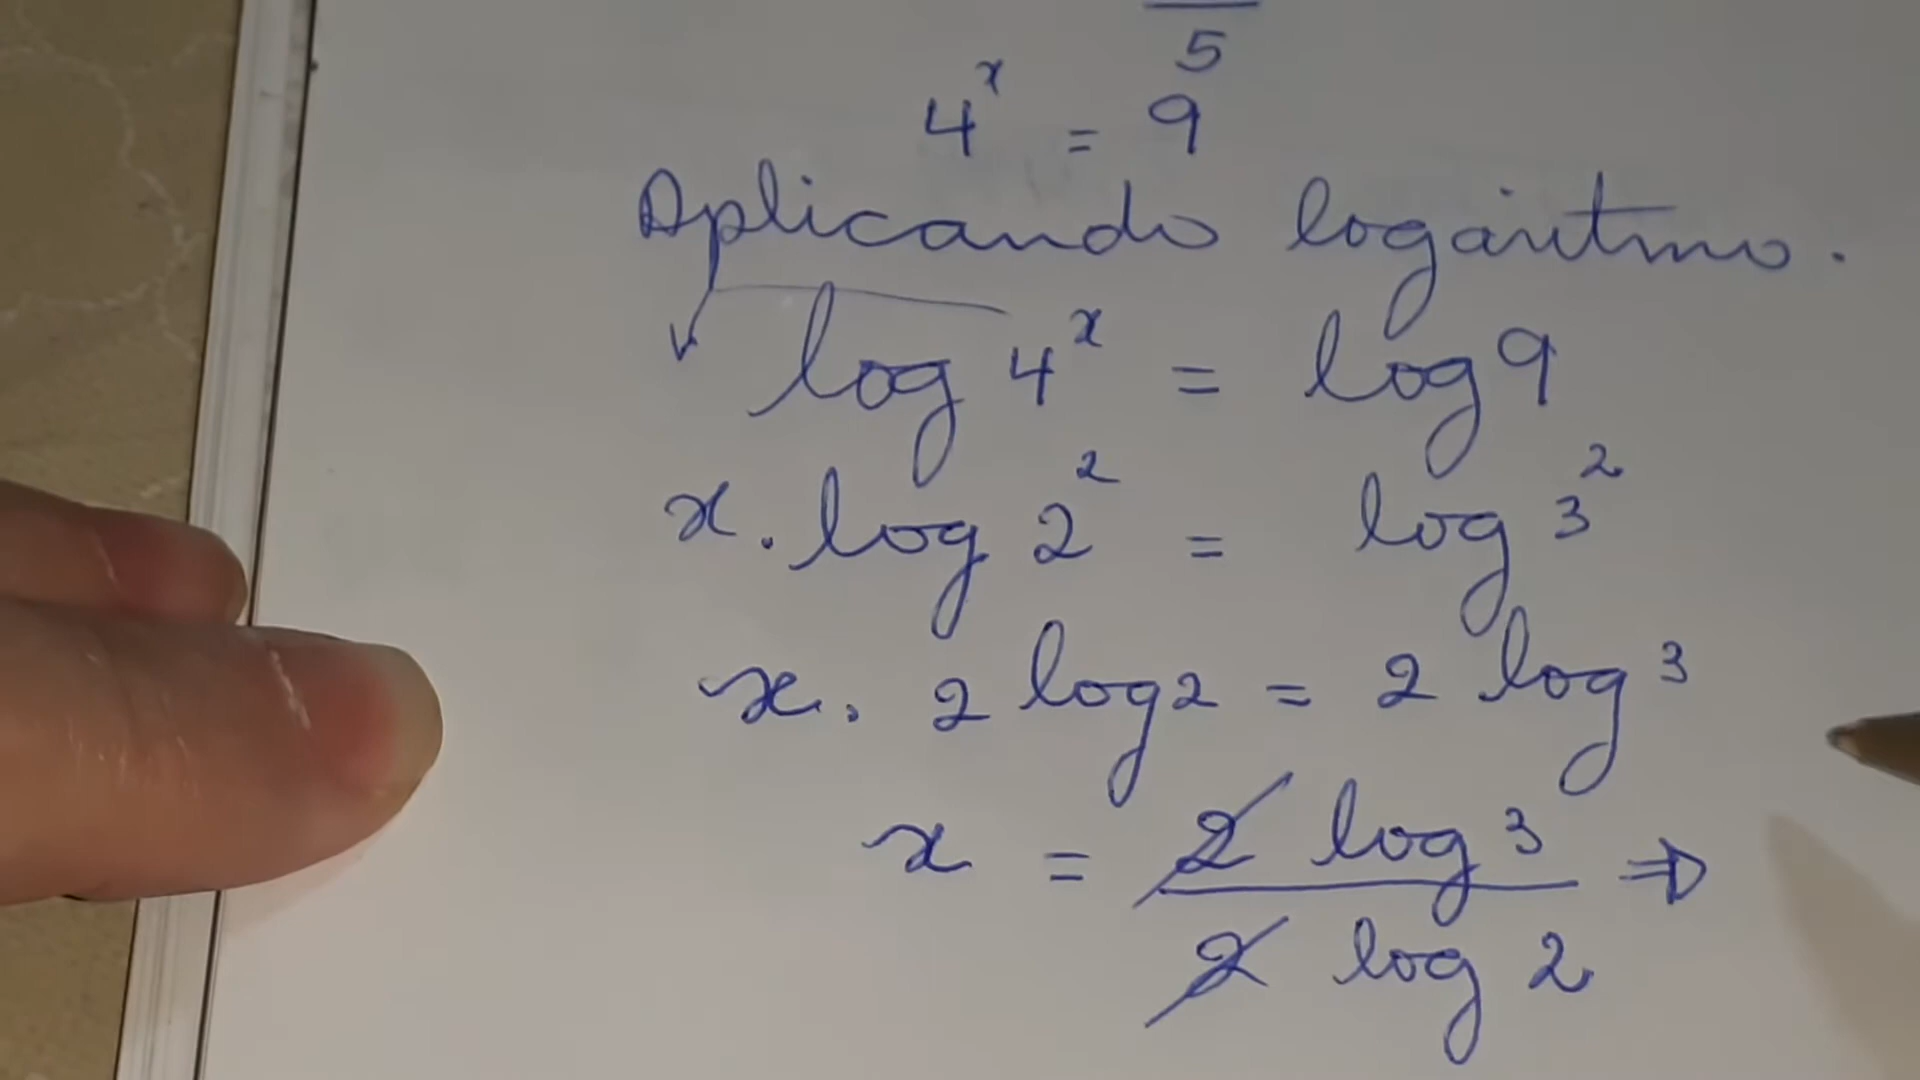 5
4^x = 9
Aplicando logaritmo.
log 4^x = log 9
x . log 2^2 = log 3^2
x . 2 log 2 = 2 log 3
x = 2 log 3 / 2 log 2 ⇒